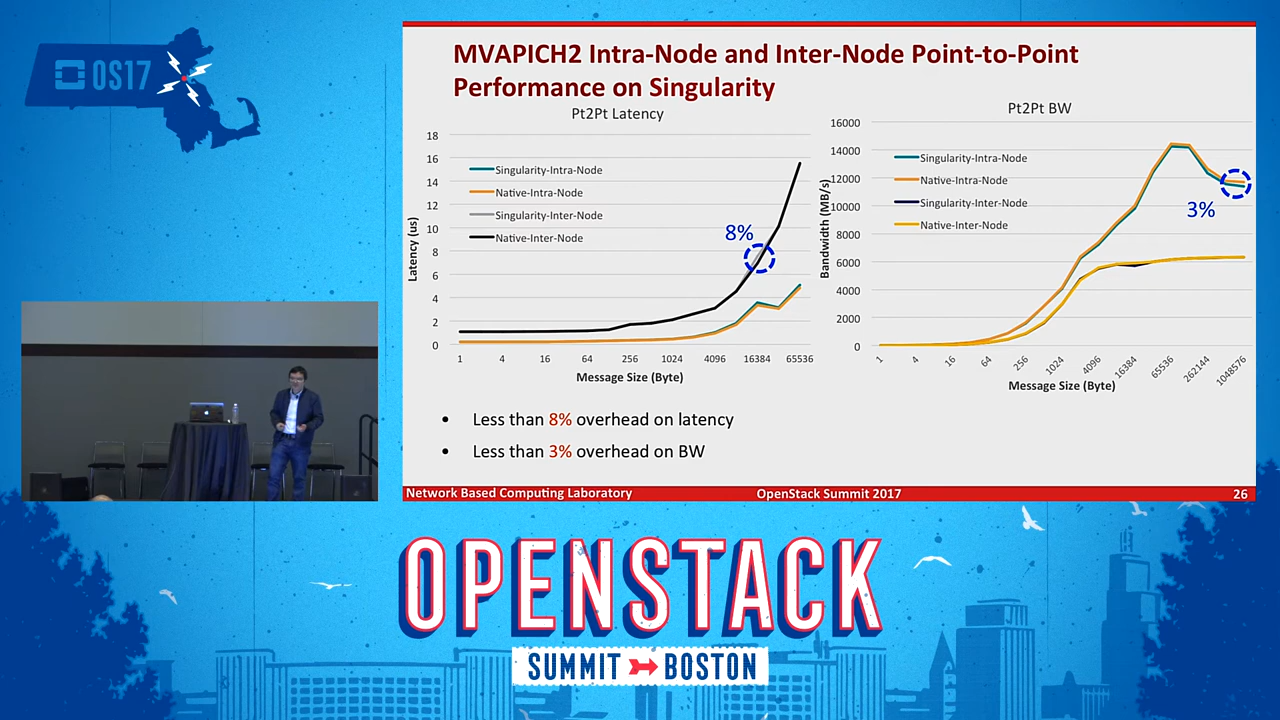 OS17
MVAPICH2 Intra-Node and Inter-Node Point-to-Point
Performance on Singularity
Pt2Pt Latency
18
16
14
12
10
8
6
4
2
0
Latency (us)
Singularity-Intra-Node
Native-Intra-Node
Singularity-Inter-Node
Native-Inter-Node
8%
1 4 16 64 256 1024 4096 16384 65536
Message Size (Byte)
Pt2Pt BW
16000
14000
12000
10000
8000
6000
4000
2000
0
Bandwidth (MB/s)
Singularity-Intra-Node
Native-Intra-Node
Singularity-Inter-Node
Native-Inter-Node
3%
1 4 16 64 256 1024 4096 16384 65536 262144 1048576
Message Size (Byte)
• Less than 8% overhead on latency
• Less than 3% overhead on BW
Network Based Computing Laboratory OpenStack Summit 2017 26
OPENSTACK
SUMMIT BOSTON